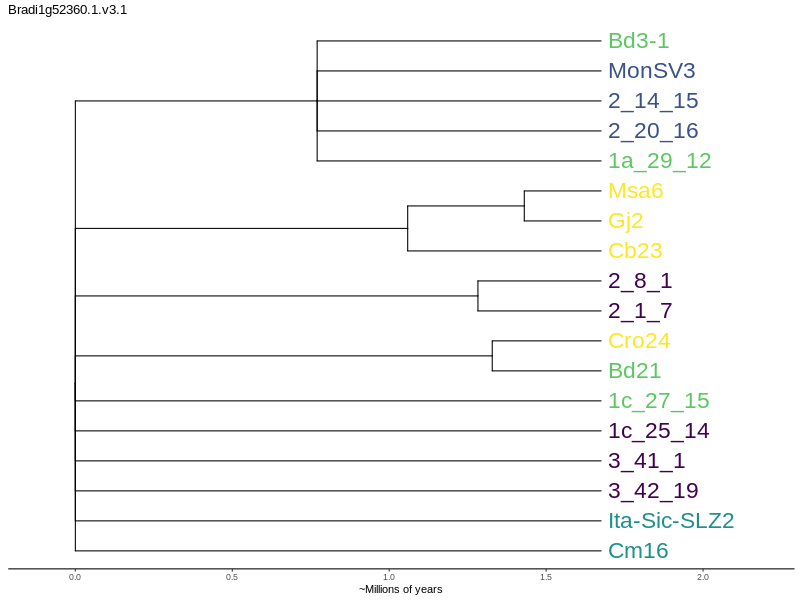 Bradi1g52360.1.v3.1
Bd3-1
MonSV3
2_14_15
2_20_16
1a_29_12
Msa6
Gj2
Cb23
2_8_1
2_1_7
Cro24
Bd21
1c_27_15
1c_25_14
3_41_1
3_42_19
Ita-Sic-SLZ2
Cm16
0.0 0.5 1.0 1.5 2.0
~Millions of years